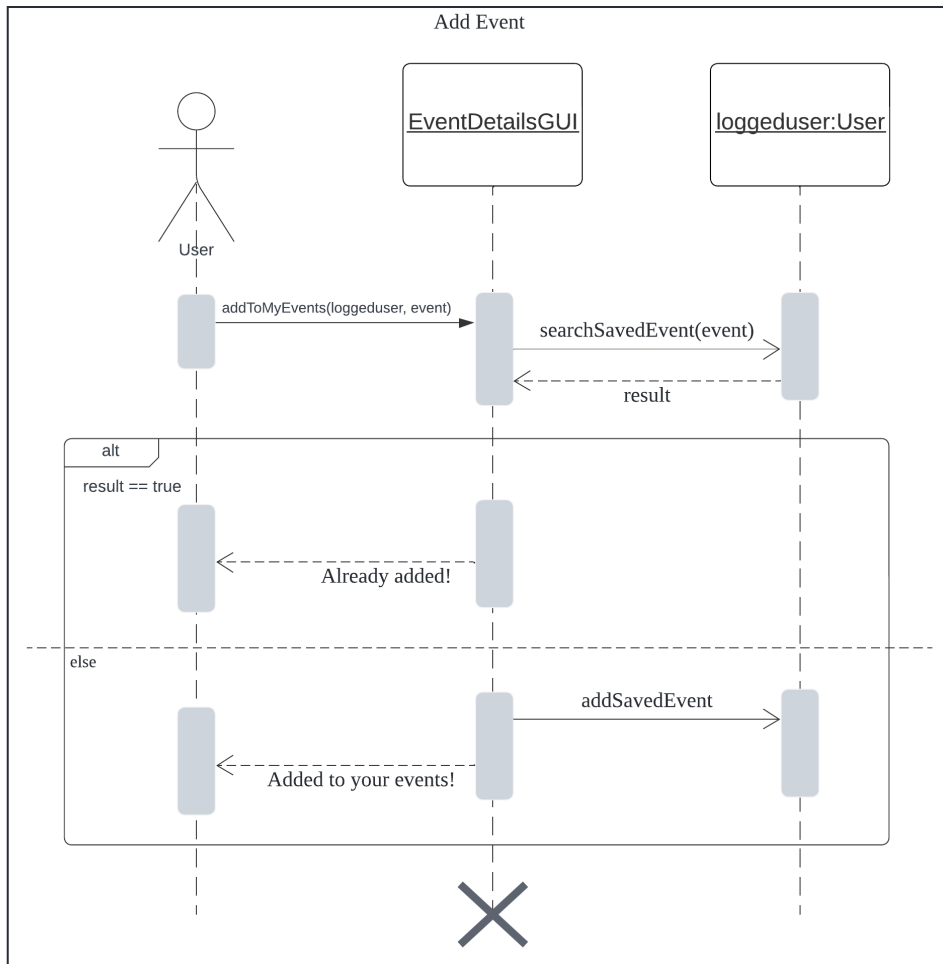 Add Event
EventDetailsGUI
loggeduser:User
User
addToMyEvents(loggeduser, event)
searchSavedEvent(event)
result
alt
result == true
Already added!
else
addSavedEvent
Added to your events!